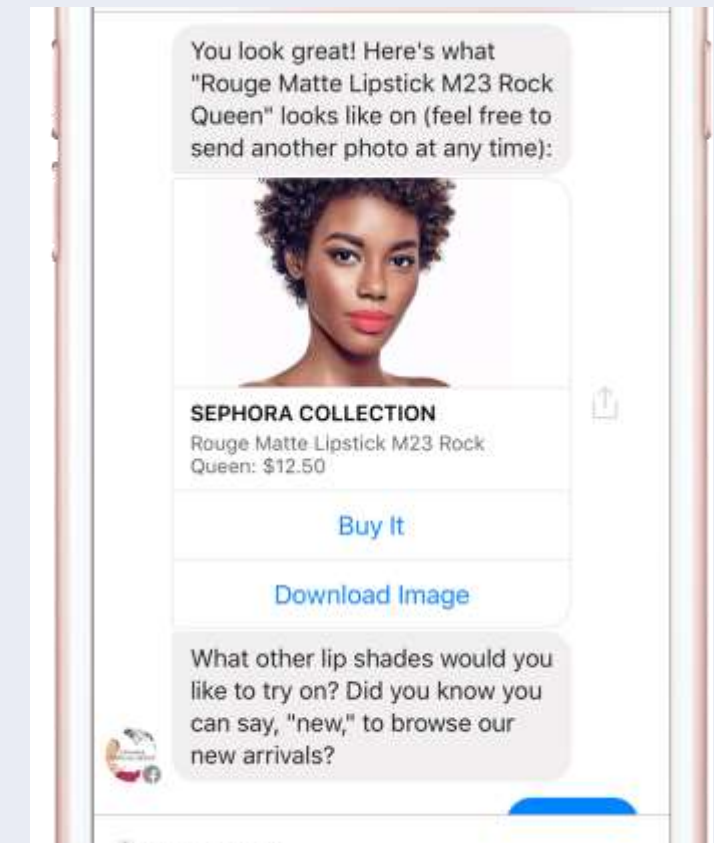 You look great! Here's what
"Rouge Matte Lipstick M23 Rock
Queen" looks like on (feel free to
send another photo at any time):
SEPHORA COLLECTION
Rouge Matte Lipstick M23 Rock
Queen: $12.50
Buy It
Download Image
What other lip shades would you
like to try on? Did you know you
can say, "new," to browse our
new arrivals?